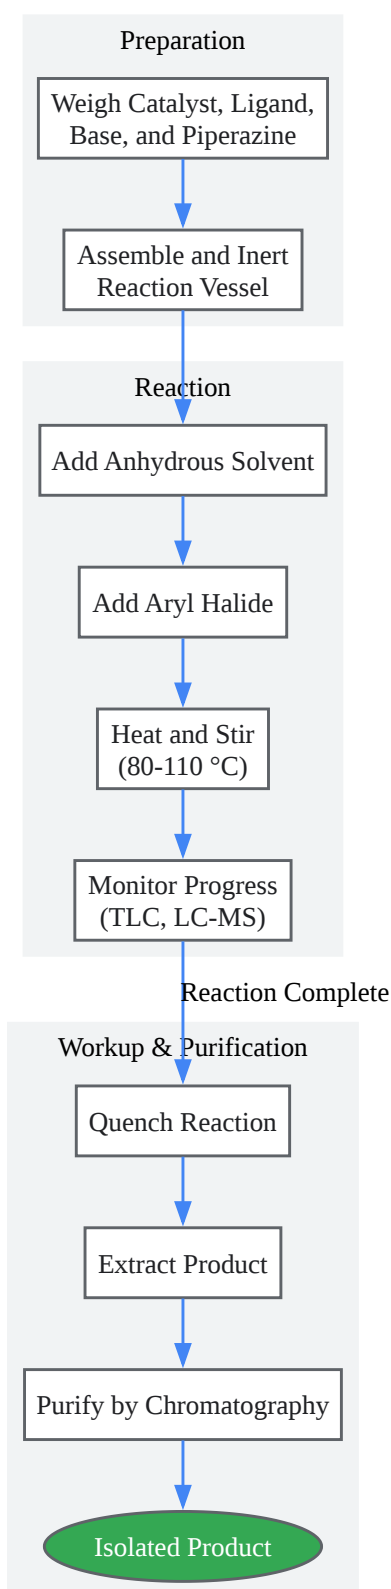 Preparation
Weigh Catalyst, Ligand,
Base, and Piperazine
Assemble and Inert
Reaction Vessel
Reaction
Add Anhydrous Solvent
Add Aryl Halide
Heat and Stir
(80-110 °C)
Monitor Progress
(TLC, LC-MS)
Reaction Complete
Workup & Purification
Quench Reaction
Extract Product
Purify by Chromatography
Isolated Product